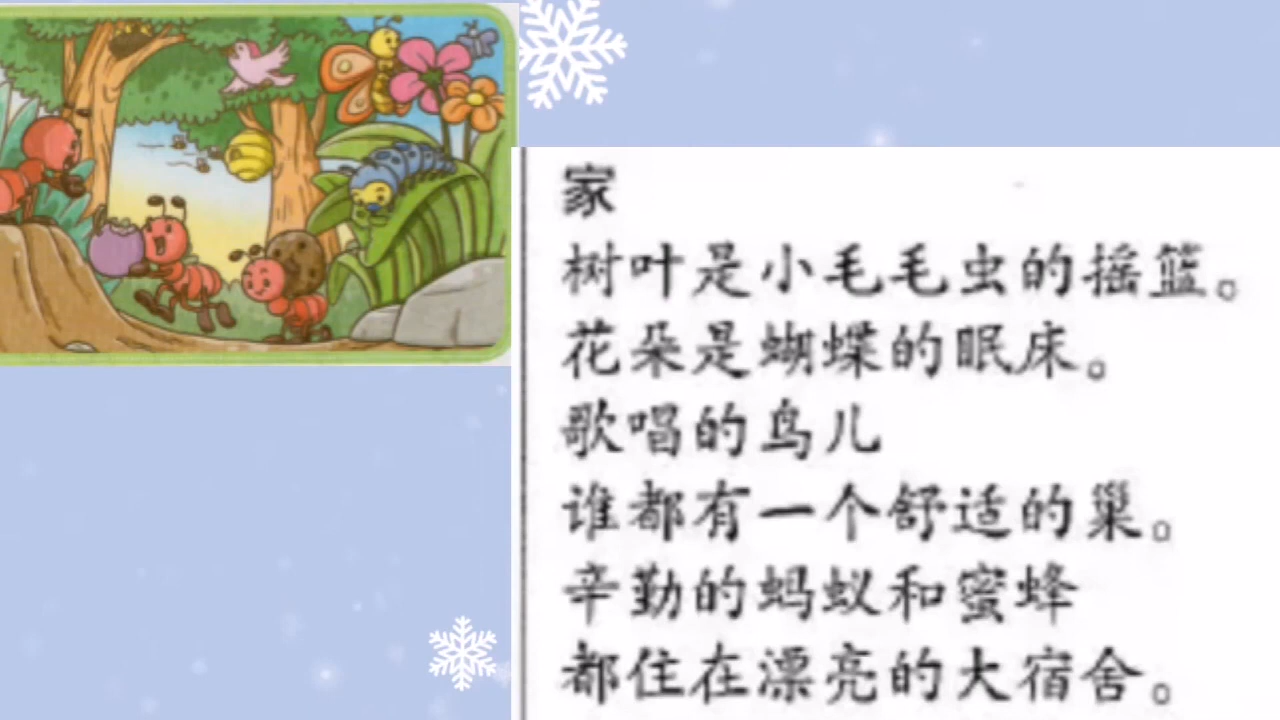 家
树叶是小毛毛虫的摇篮。
花朵是蝴蝶的眠床。
歌唱的鸟儿
谁都有一个舒适的巢。
辛勤的蚂蚁和蜜蜂
都住在漂亮的大宿舍。